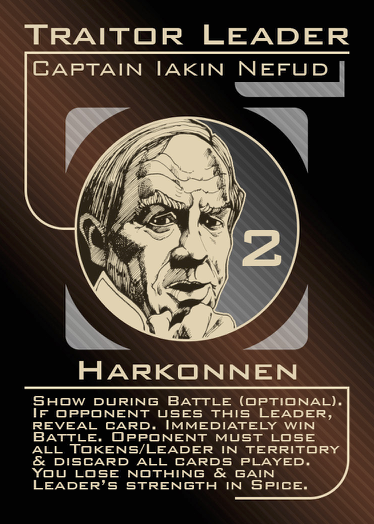 Traitor Leader
Captain Iakin Nefud
2
Harkonnen
Show during Battle (optional).
If opponent uses this Leader,
reveal card. Immediately win
Battle. Opponent must lose
all Tokens/Leader in territory
& discard all cards played.
You lose nothing & gain
Leader's strength in Spice.